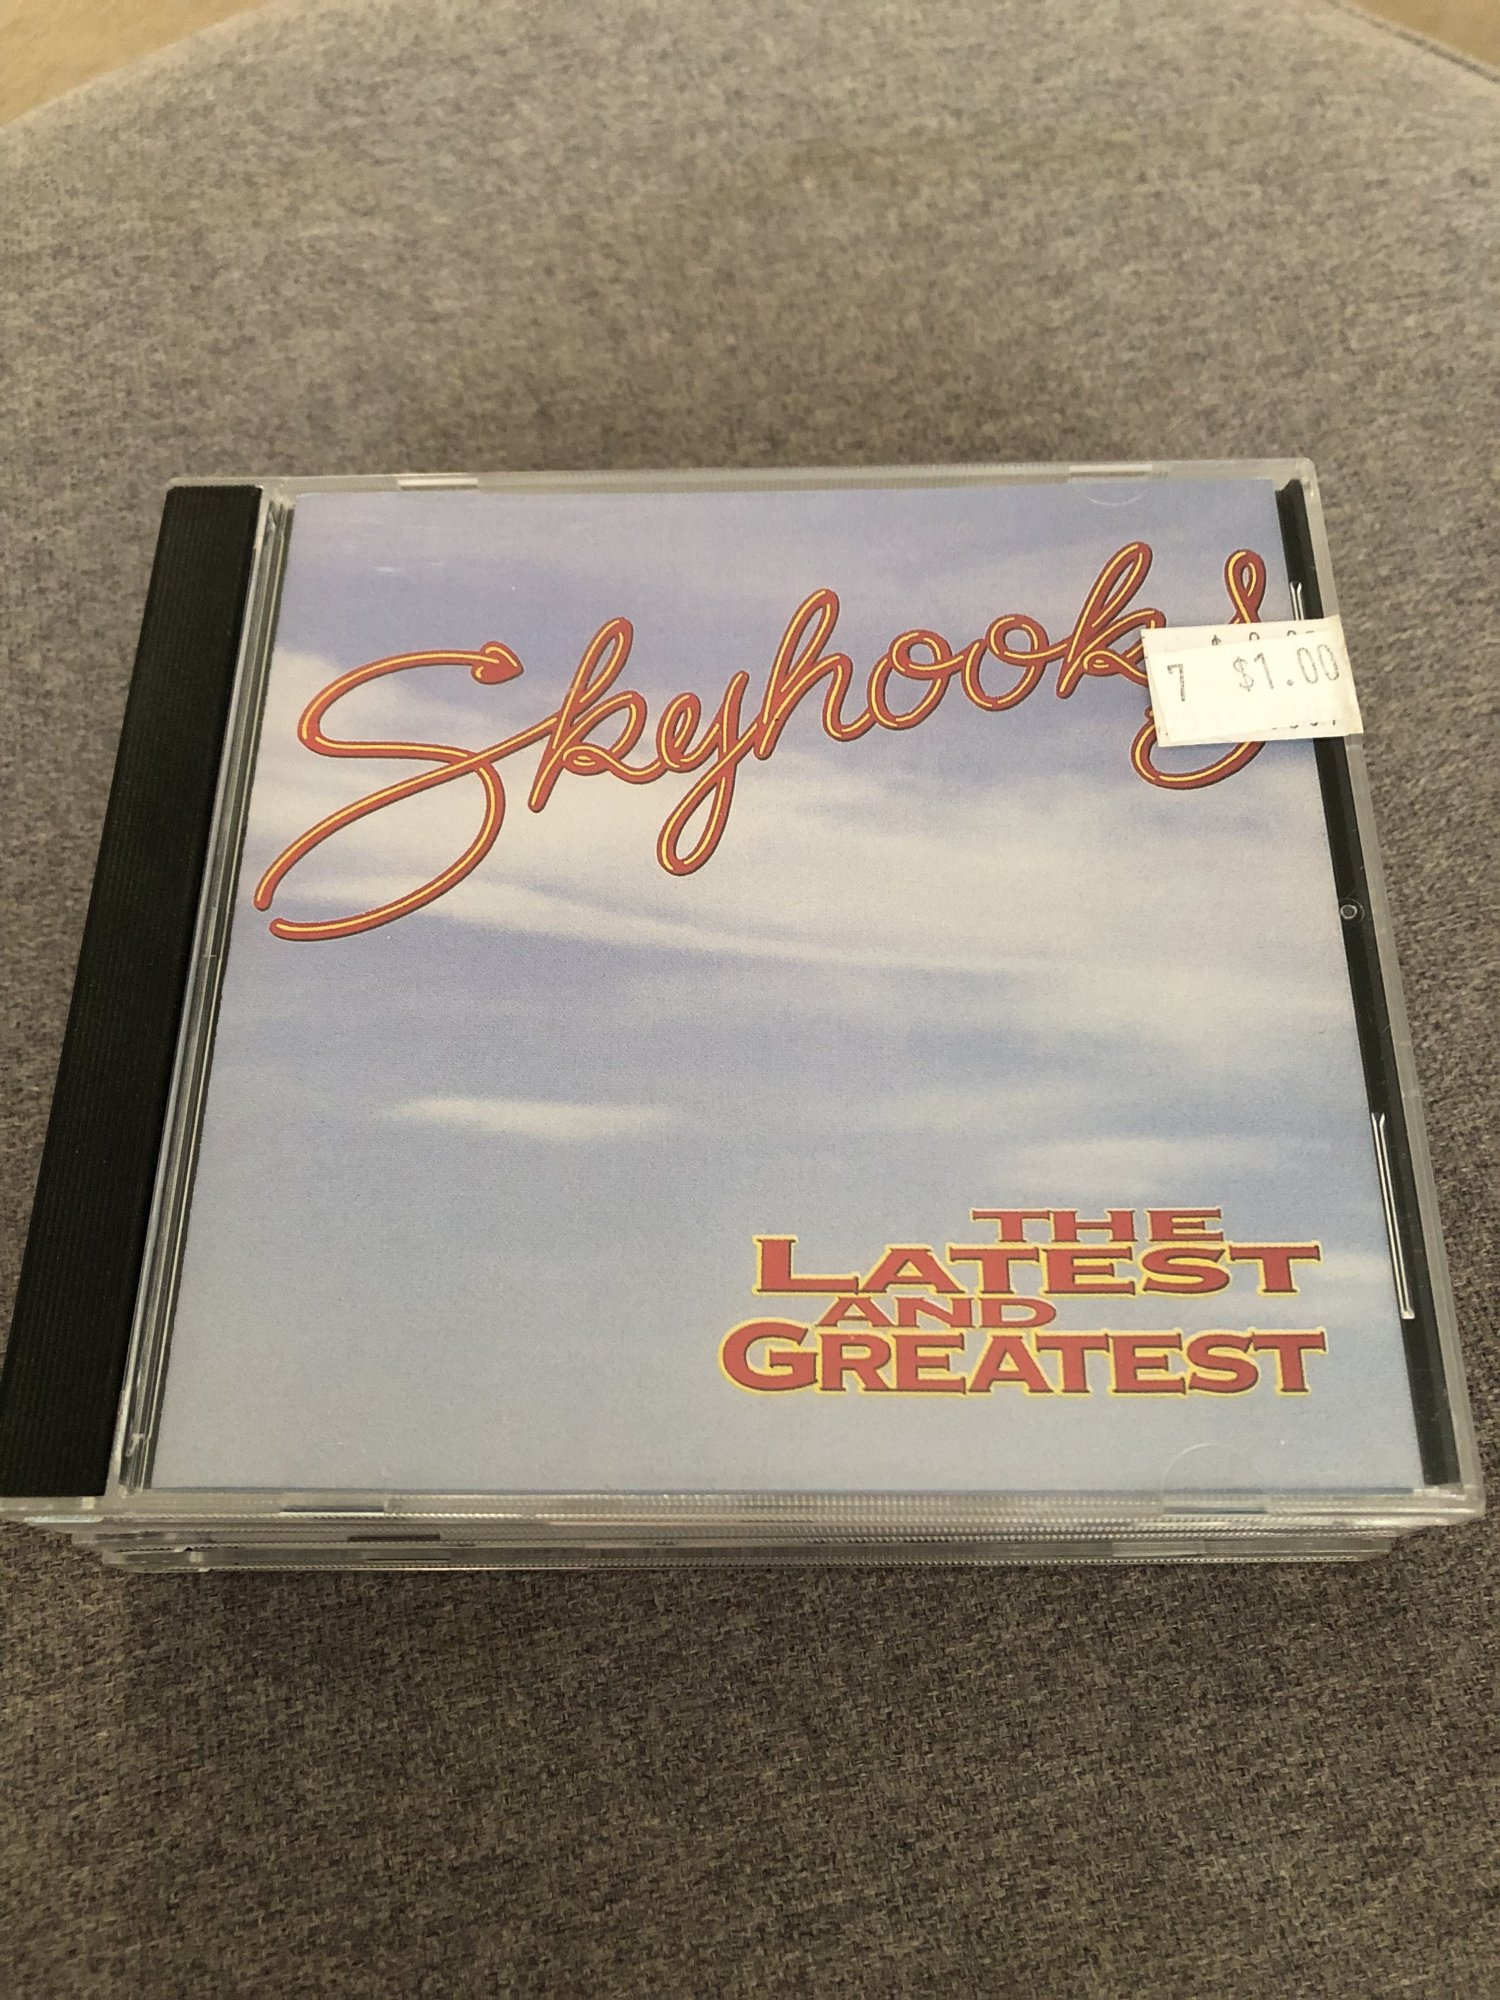 Skyhooks
7 $1.00
THE
LATEST
AND
GREATEST